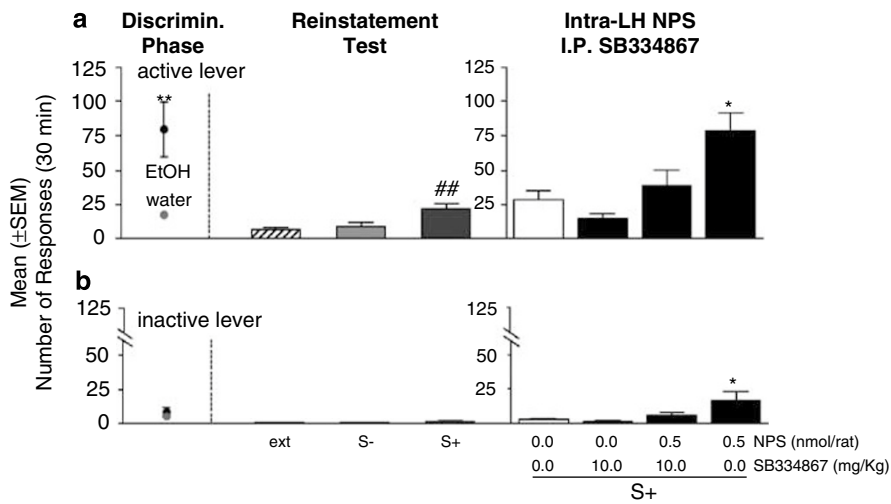 a
Discrimin. Phase
Reinstatement Test
Intra-LH NPS I.P. SB334867
Mean (±SEM)
Number of Responses (30 min)
125
100
75
50
25
0
active lever
**
EtOH
water
##
125
100
75
50
25
*
b
125
50
25
0
inactive lever
125
50
25
*
ext
S-
S+
0.0 0.0 0.5 0.5 NPS (nmol/rat)
0.0 10.0 10.0 0.0 SB334867 (mg/Kg)
S+